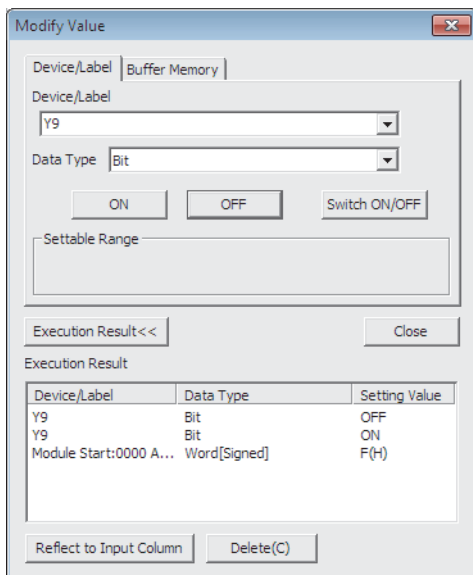 Modify Value
Device/Label Buffer Memory
Device/Label
Y9
Data Type Bit
ON OFF Switch ON/OFF
Settable Range
Execution Result<< Close
Execution Result
Device/Label Data Type Setting Value
Y9 Bit OFF
Y9 Bit ON
Module Start:0000 A... Word[Signed] F(H)
Reflect to Input Column Delete(C)